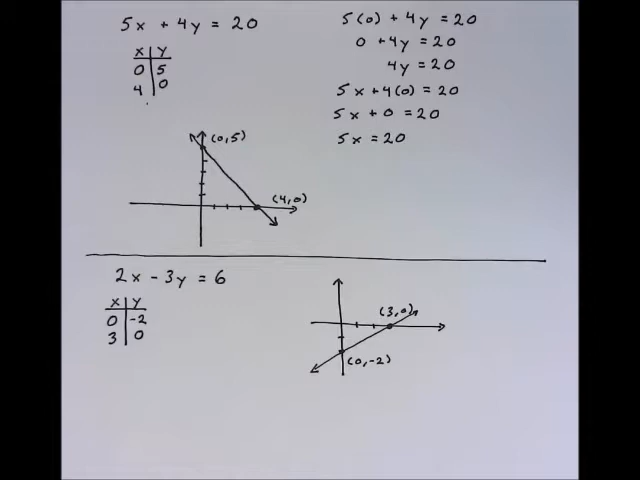 5x + 4y = 20
x y
0 5
4 0
5(0) + 4y = 20
0 + 4y = 20
4y = 20
5x + 4(0) = 20
5x + 0 = 20
5x = 20
(0,5)
(4,0)
2x - 3y = 6
x y
0 -2
3 0
(3,0)
(0,-2)